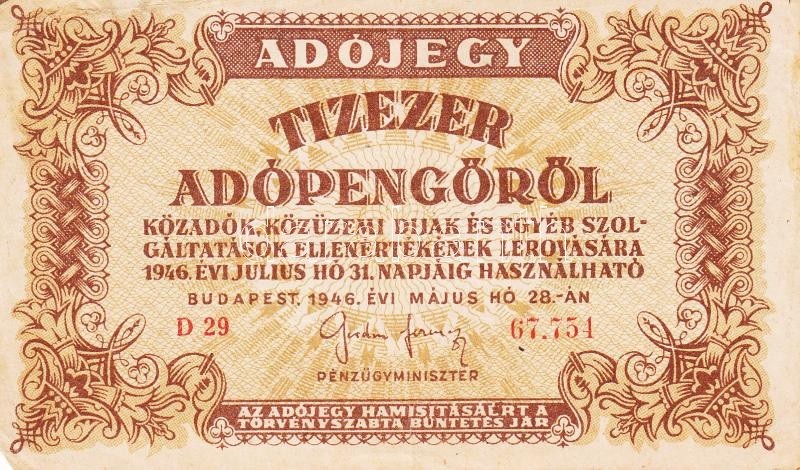 ADÓJEGY
TIZEZER
ADÓPENGŐRŐL
KÖZADÓK, KÖZÜZEMI DIJAK ÉS EGYÉB SZOL-
GÁLTATÁSOK ELLENÉRTÉKÉNEK LEROVÁSÁRA
1946. ÉVI JULIUS HÓ 31. NAPJÁIG HASZNÁLHATÓ
BUDAPEST, 1946. ÉVI MÁJUS HÓ 28.-ÁN
D 29 67.754
PÉNZÜGYMINISZTER
AZ ADÓJEGY HAMISITÁSÁÉRT A
TÖRVÉNYSZABTA BÜNTETÉS JÁR